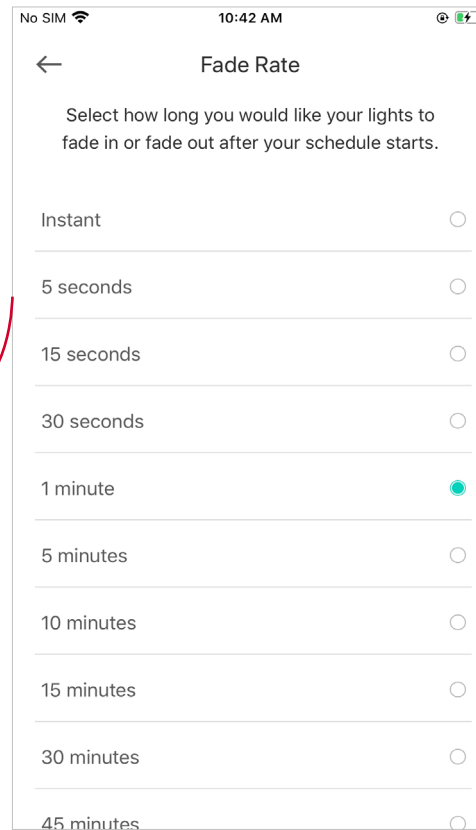 No SIM 10:42 AM
Fade Rate
Select how long you would like your lights to
fade in or fade out after your schedule starts.
Instant
5 seconds
15 seconds
30 seconds
1 minute
5 minutes
10 minutes
15 minutes
30 minutes
45 minutes